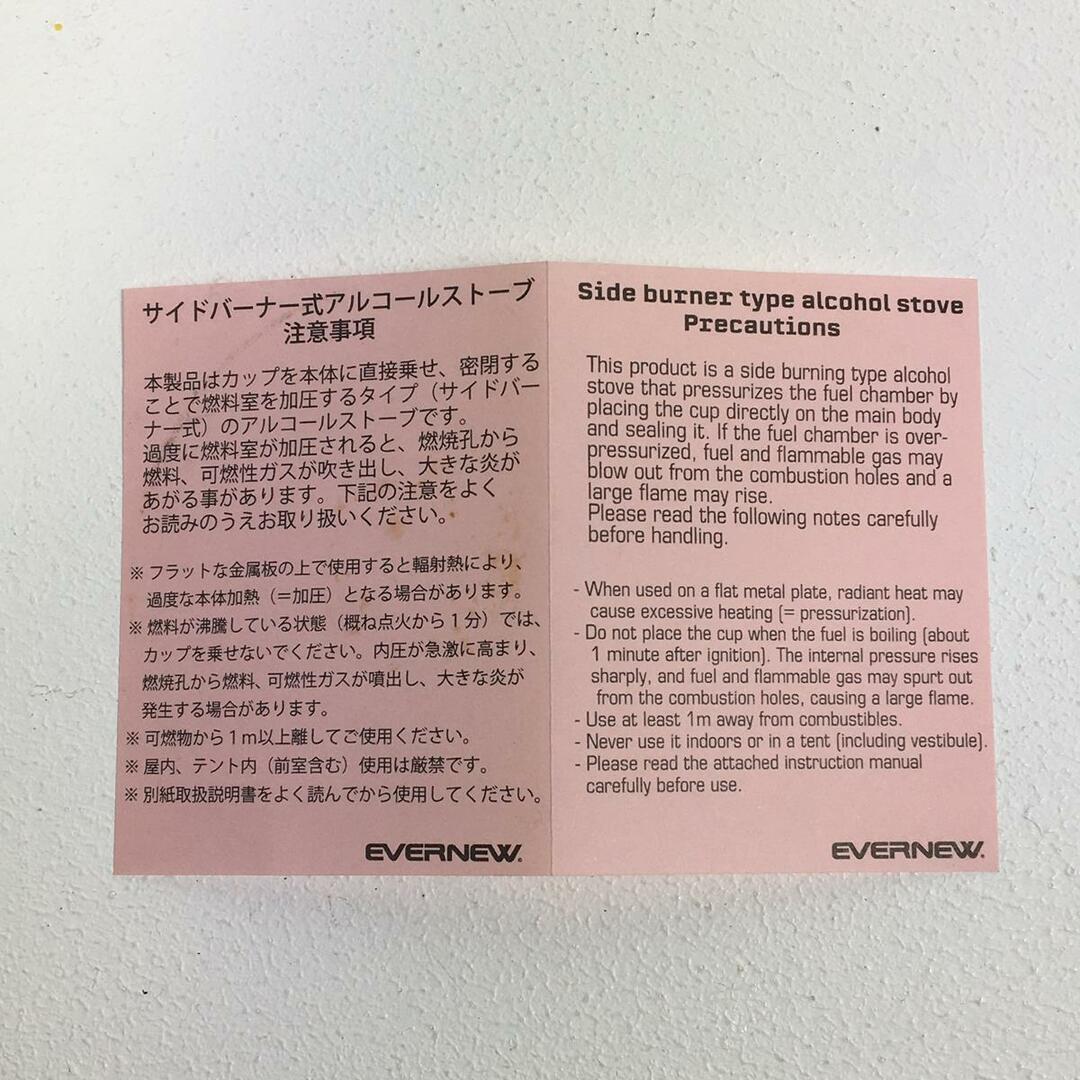 サイドバーナー式アルコールストーブ
注意事項
本製品はカップを本体に直接乗せ、密閉する
ことで燃料室を加圧するタイプ（サイドバー
ナー式）のアルコールストーブです。
過度に燃料室が加圧されると、燃焼孔から
燃料、可燃性ガスが吹き出し、大きな炎が
あがる事があります。下記の注意をよく
お読みのうえお取り扱いください。
※ フラットな金属板の上で使用すると輻射熱により、
過度な本体加熱（＝加圧）となる場合があります。
※ 燃料が沸騰している状態（概ね点火から１分）では、
カップを乗せないでください。内圧が急激に高まり、
燃焼孔から燃料、可燃性ガスが噴出し、大きな炎が
発生する場合があります。
※ 可燃物から１ｍ以上離してご使用ください。
※ 屋内、テント内（前室含む）使用は厳禁です。
※ 別紙取扱説明書をよく読んでから使用してください。
EVERNEW.
Side burner type alcohol stove
Precautions
This product is a side burning type alcohol
stove that pressurizes the fuel chamber by
placing the cup directly on the main body
and sealing it. If the fuel chamber is over-
pressurized, fuel and flammable gas may
blow out from the combustion holes and a
large flame may rise.
Please read the following notes carefully
before handling.
- When used on a flat metal plate, radiant heat may
cause excessive heating (= pressurization).
- Do not place the cup when the fuel is boiling (about
1 minute after ignition). The internal pressure rises
sharply, and fuel and flammable gas may spurt out
from the combustion holes, causing a large flame.
- Use at least 1m away from combustibles.
- Never use it indoors or in a tent (including vestibule).
- Please read the attached instruction manual
carefully before use.
EVERNEW.